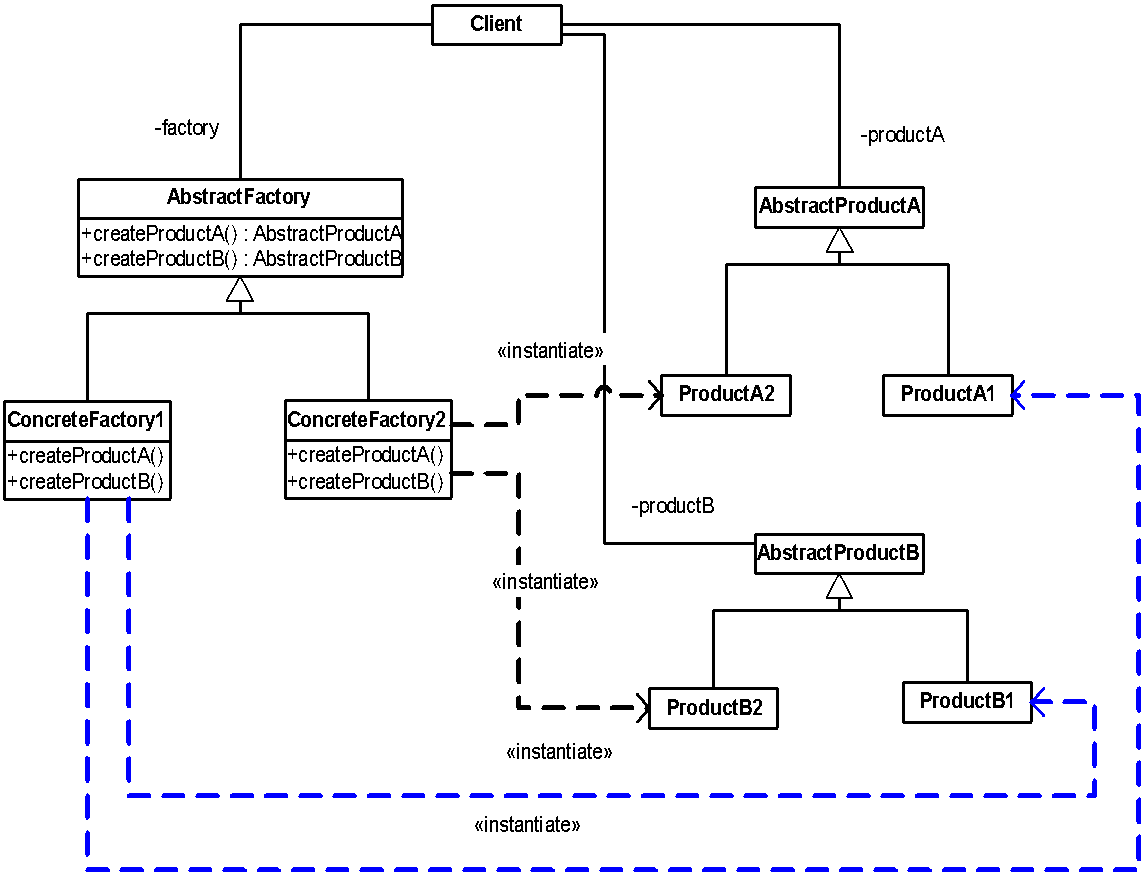 Client
-factory
-productA
AbstractFactory
+createProductA() : AbstractProductA
+createProductB() : AbstractProductB
AbstractProductA
«instantiate»
ProductA2
ProductA1
ConcreteFactory1
+createProductA()
+createProductB()
ConcreteFactory2
+createProductA()
+createProductB()
-productB
AbstractProductB
«instantiate»
ProductB2
ProductB1
«instantiate»
«instantiate»